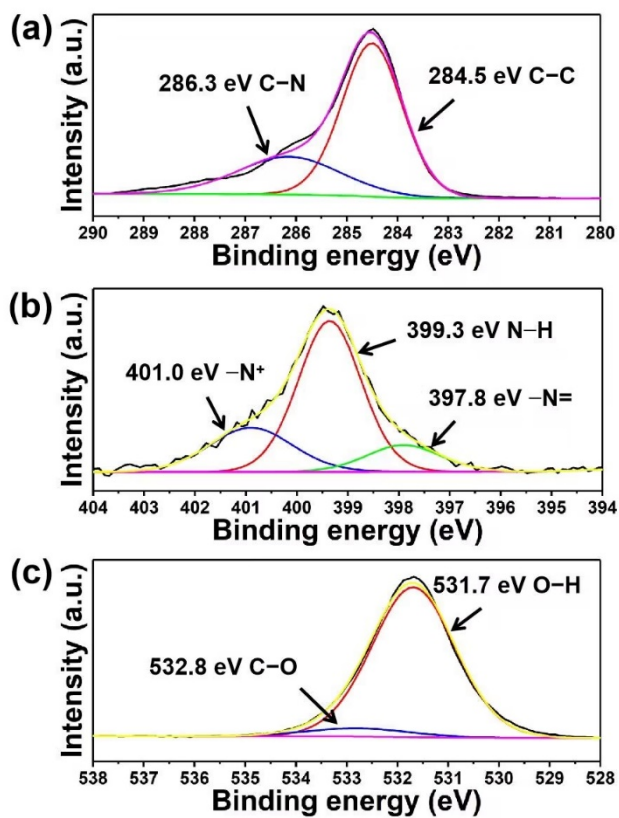 (a)
Intensity (a.u.)
286.3 eV C−N
284.5 eV C−C
290 289 288 287 286 285 284 283 282 281 280
Binding energy (eV)
(b)
Intensity (a.u.)
399.3 eV N−H
401.0 eV −N⁺
397.8 eV −N=
404 403 402 401 400 399 398 397 396 395 394
Binding energy (eV)
(c)
Intensity (a.u.)
531.7 eV O−H
532.8 eV C−O
538 537 536 535 534 533 532 531 530 529 528
Binding energy (eV)